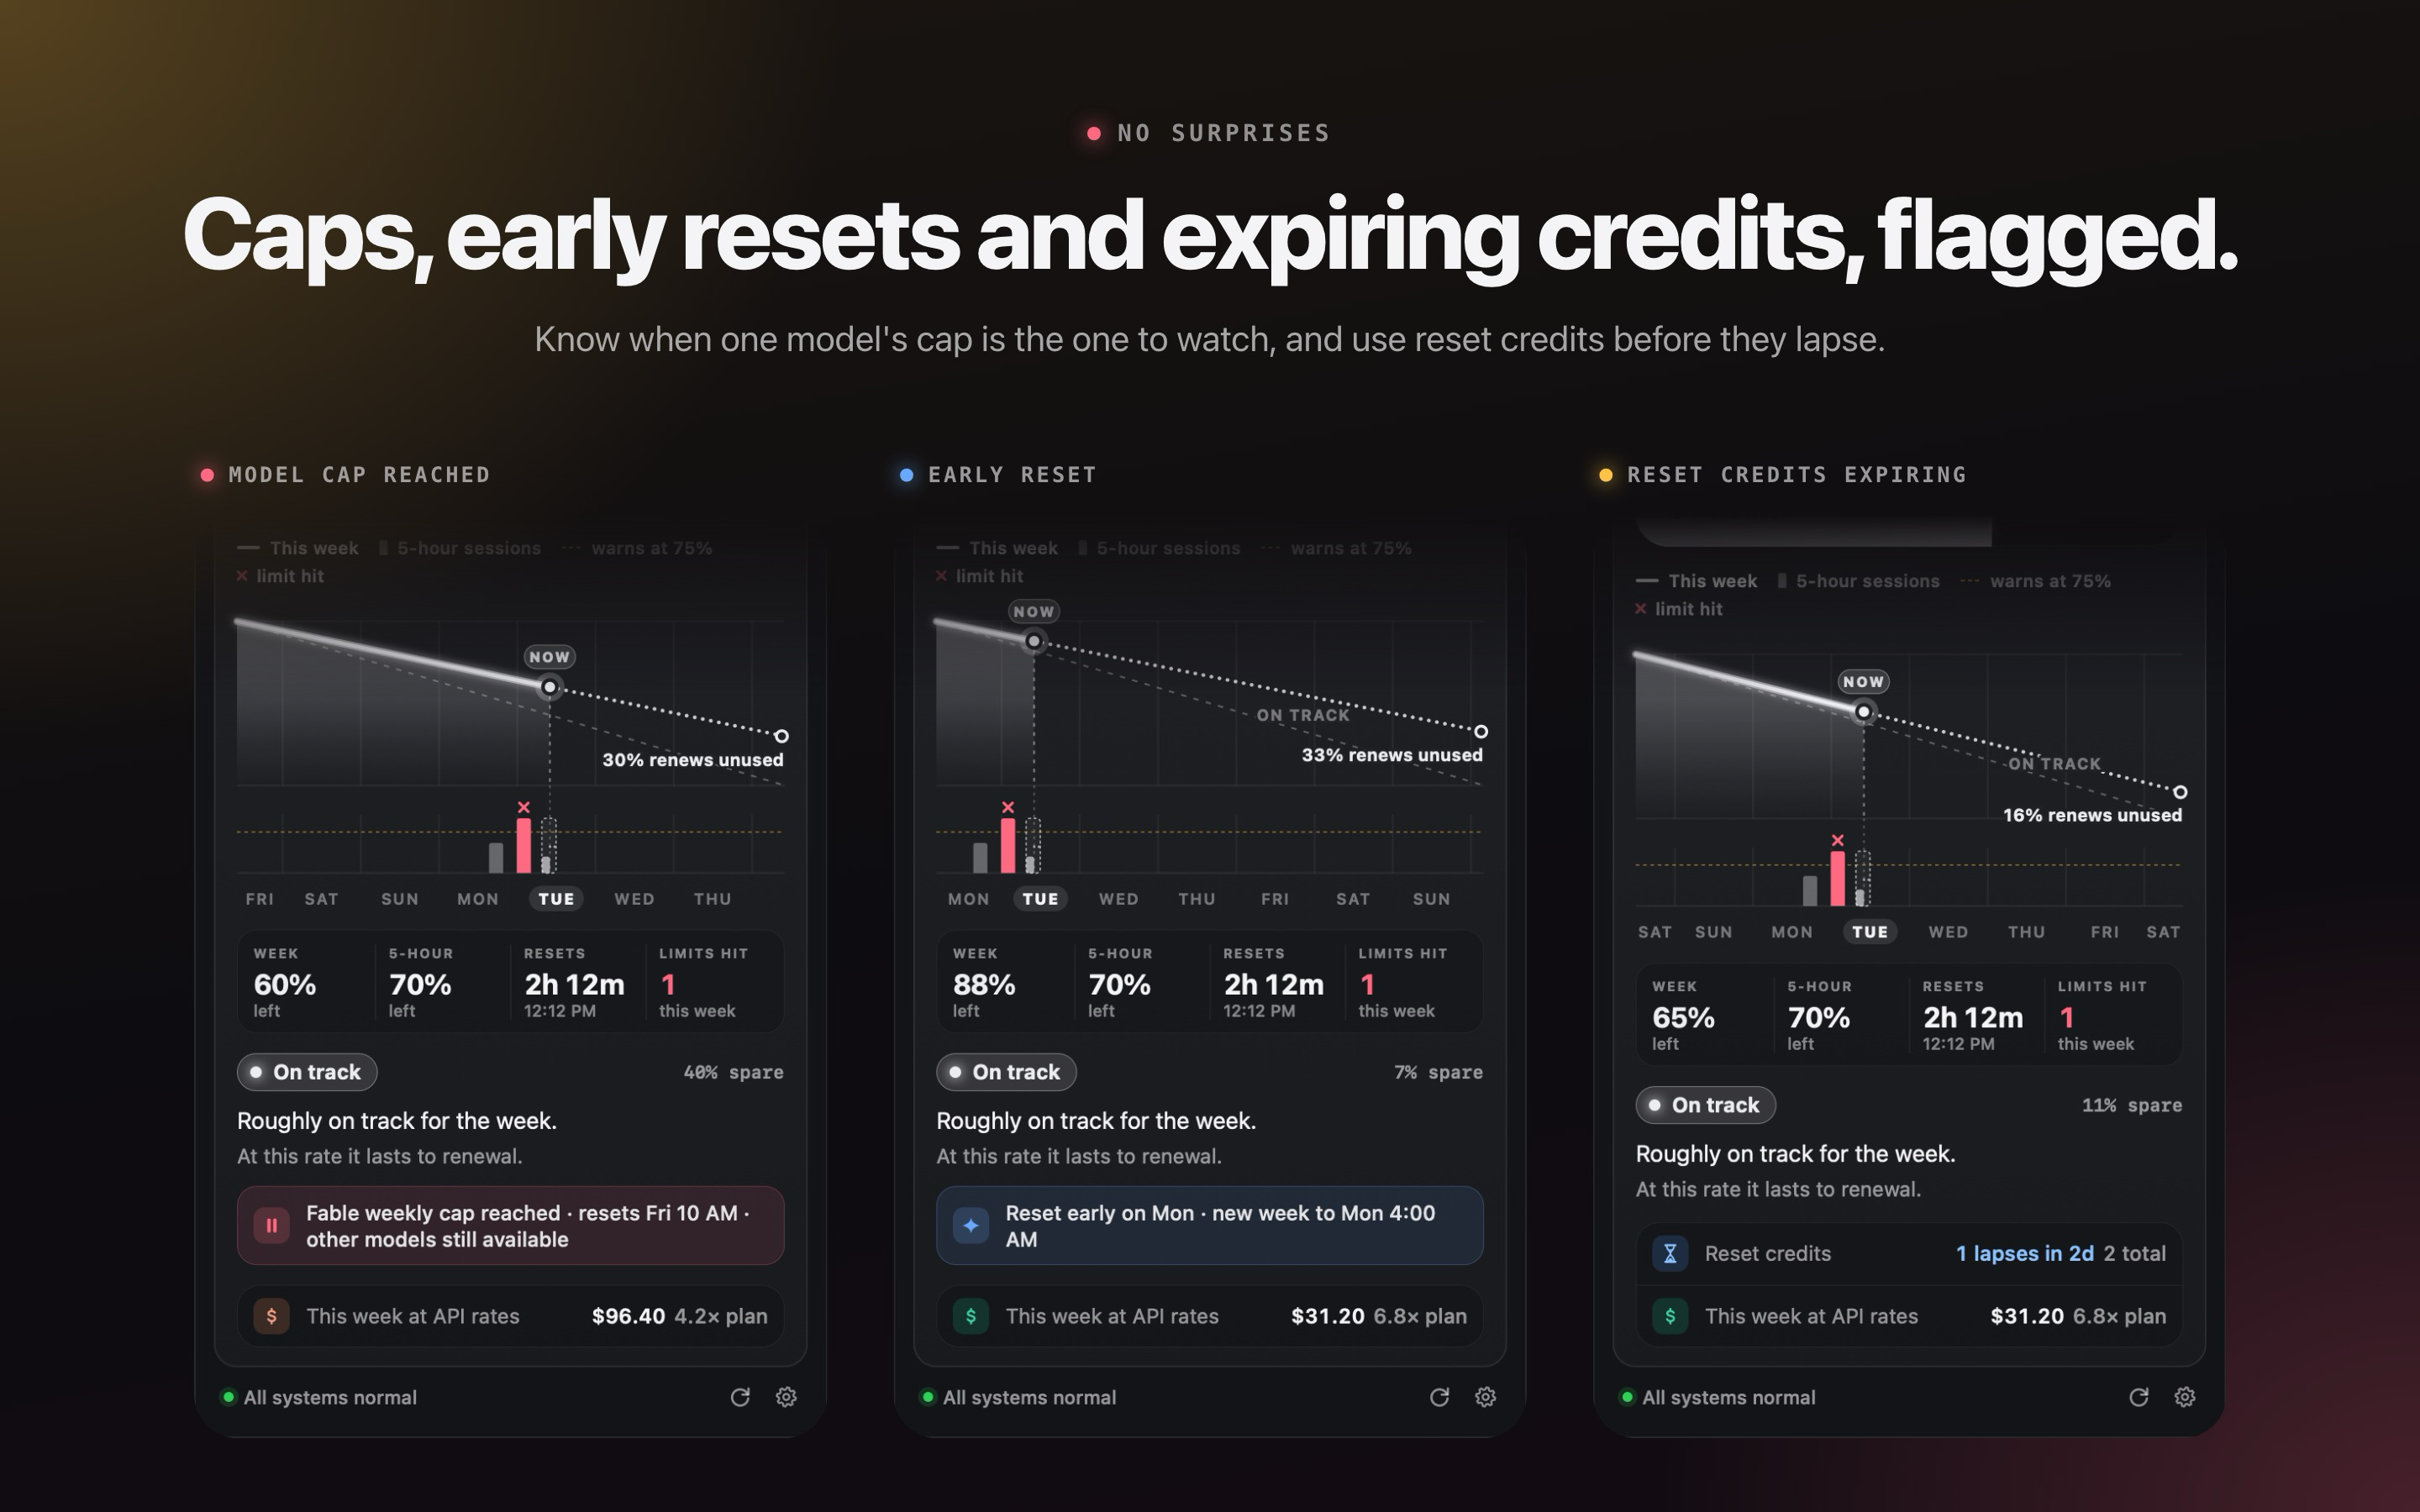 NO SURPRISES
Caps, early resets and expiring credits, flagged.
Know when one model's cap is the one to watch, and use reset credits before they lapse.
MODEL CAP REACHED
This week 5-hour sessions warns at 75%
× limit hit
NOW
30% renews unused
×
FRI SAT SUN MON TUE WED THU
WEEK 5-HOUR RESETS LIMITS HIT
60% 70% 2h 12m 1
left left 12:12 PM this week
On track 40% spare
Roughly on track for the week.
At this rate it lasts to renewal.
Fable weekly cap reached · resets Fri 10 AM ·
other models still available
$ This week at API rates $96.40 4.2× plan
All systems normal
EARLY RESET
This week 5-hour sessions warns at 75%
× limit hit
NOW
ON TRACK
33% renews unused
×
MON TUE WED THU FRI SAT SUN
WEEK 5-HOUR RESETS LIMITS HIT
88% 70% 2h 12m 1
left left 12:12 PM this week
On track 7% spare
Roughly on track for the week.
At this rate it lasts to renewal.
Reset early on Mon · new week to Mon 4:00
AM
$ This week at API rates $31.20 6.8× plan
All systems normal
RESET CREDITS EXPIRING
This week 5-hour sessions warns at 75%
× limit hit
NOW
ON TRACK
16% renews unused
×
SAT SUN MON TUE WED THU FRI SAT
WEEK 5-HOUR RESETS LIMITS HIT
65% 70% 2h 12m 1
left left 12:12 PM this week
On track 11% spare
Roughly on track for the week.
At this rate it lasts to renewal.
Reset credits 1 lapses in 2d 2 total
$ This week at API rates $31.20 6.8× plan
All systems normal